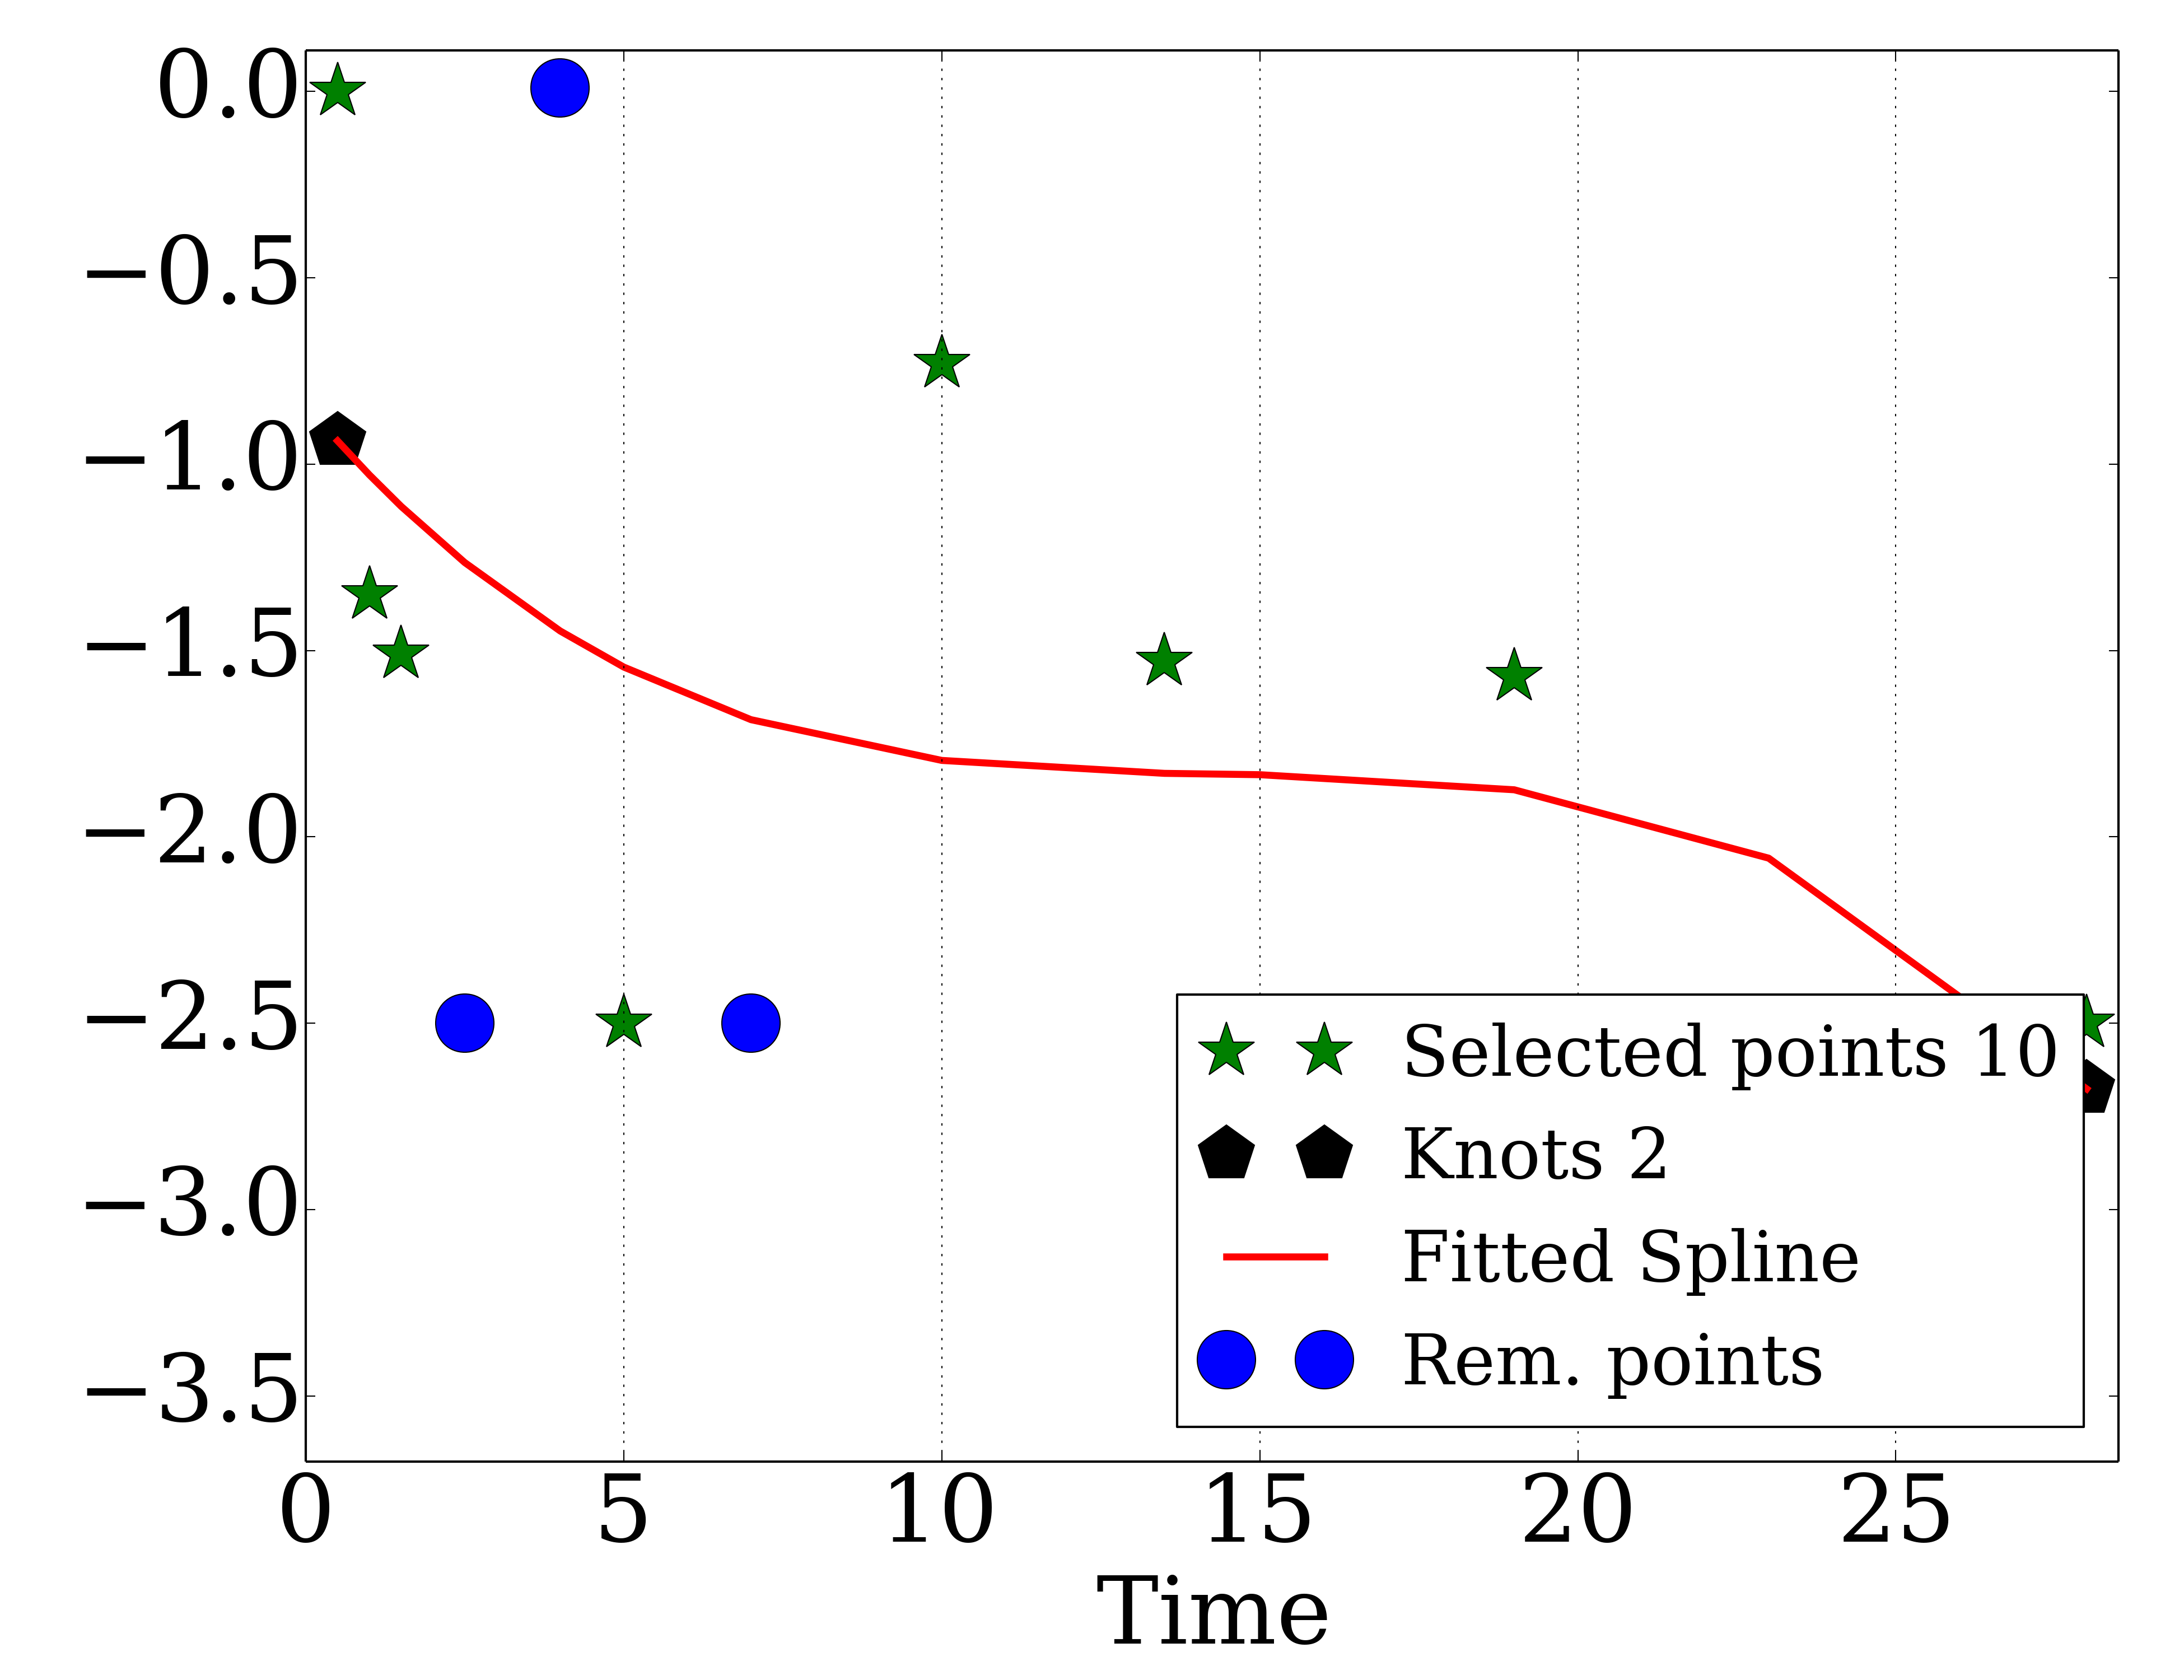 0.0
−0.5
−1.0
−1.5
−2.0
−2.5
−3.0
−3.5
Selected points 10
Knots 2
Fitted Spline
Rem. points
0 5 10 15 20 25
Time